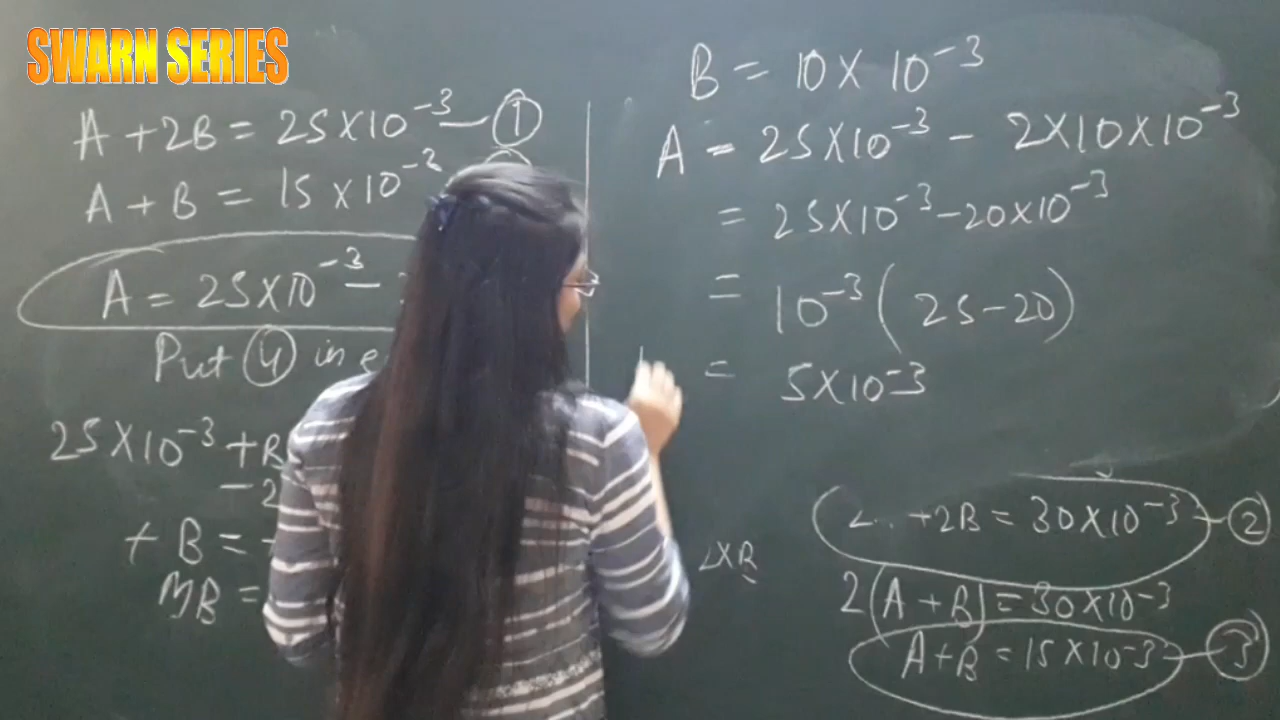 SWARN SERIES
A + 2B = 25×10⁻³ — ①
A + B = 15×10⁻³
A = 25×10⁻³ –
Put ④ in
25×10⁻³ + B
– 2
+ B = –
B =
B = 10 × 10⁻³
A = 25×10⁻³ – 2×10×10⁻³
= 25×10⁻³ – 20×10⁻³
= 10⁻³ (25 – 20)
= 5×10⁻³
2×B
+2B = 30×10⁻³ — ②
2(A + B) = 30×10⁻³
A + B = 15×10⁻³ — ③